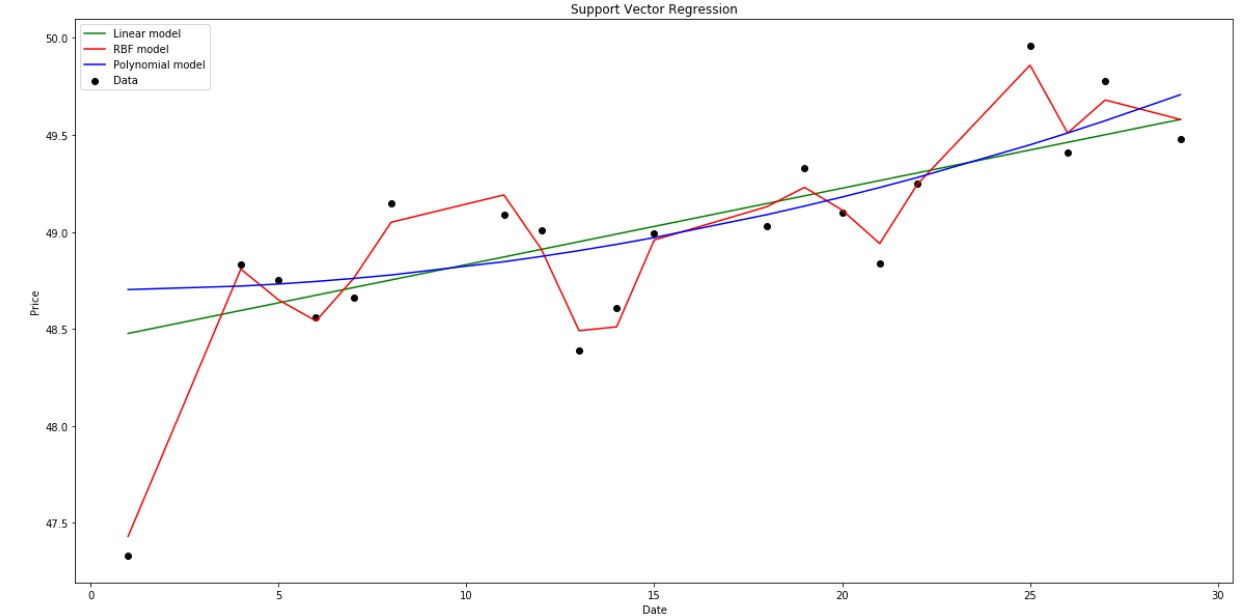 Support Vector Regression
Linear model
RBF model
Polynomial model
Data
Price
50.0
49.5
49.0
48.5
48.0
47.5
0 5 10 15 20 25 30
Date